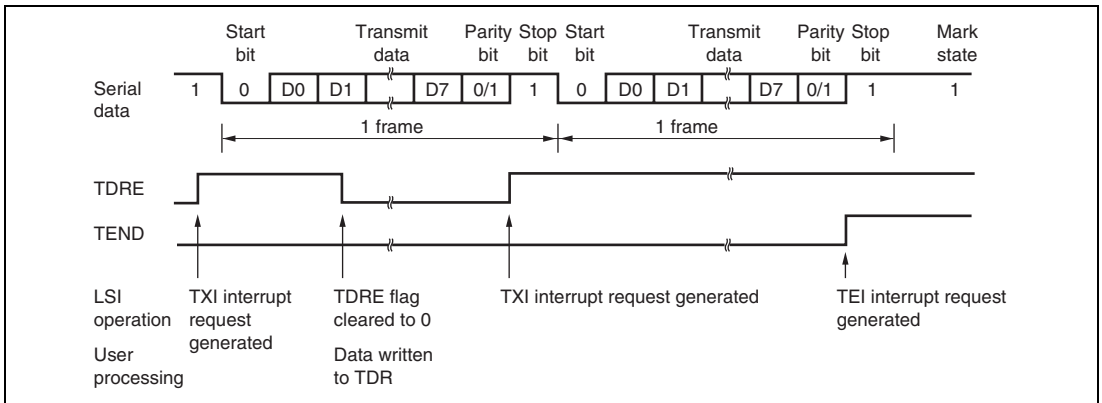 Start bit
Transmit data
Parity bit
Stop bit
Start bit
Transmit data
Parity bit
Stop bit
Mark state
Serial data
1 0 D0 D1 D7 0/1 1 0 D0 D1 D7 0/1 1 1
1 frame 1 frame
TDRE
TEND
LSI operation
TXI interrupt request generated
TDRE flag cleared to 0
TXI interrupt request generated
TEI interrupt request generated
User processing
Data written to TDR